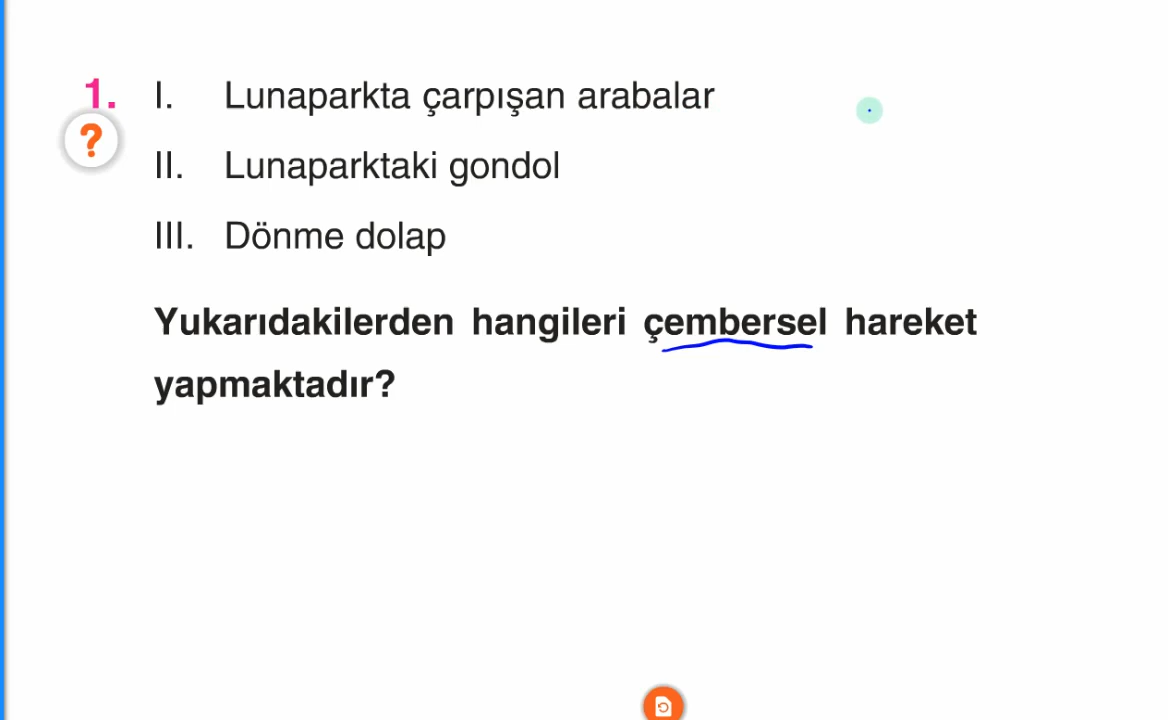 1. I. Lunaparkta çarpışan arabalar
?
II. Lunaparktaki gondol
III. Dönme dolap
Yukarıdakilerden hangileri çembersel hareket
yapmaktadır?